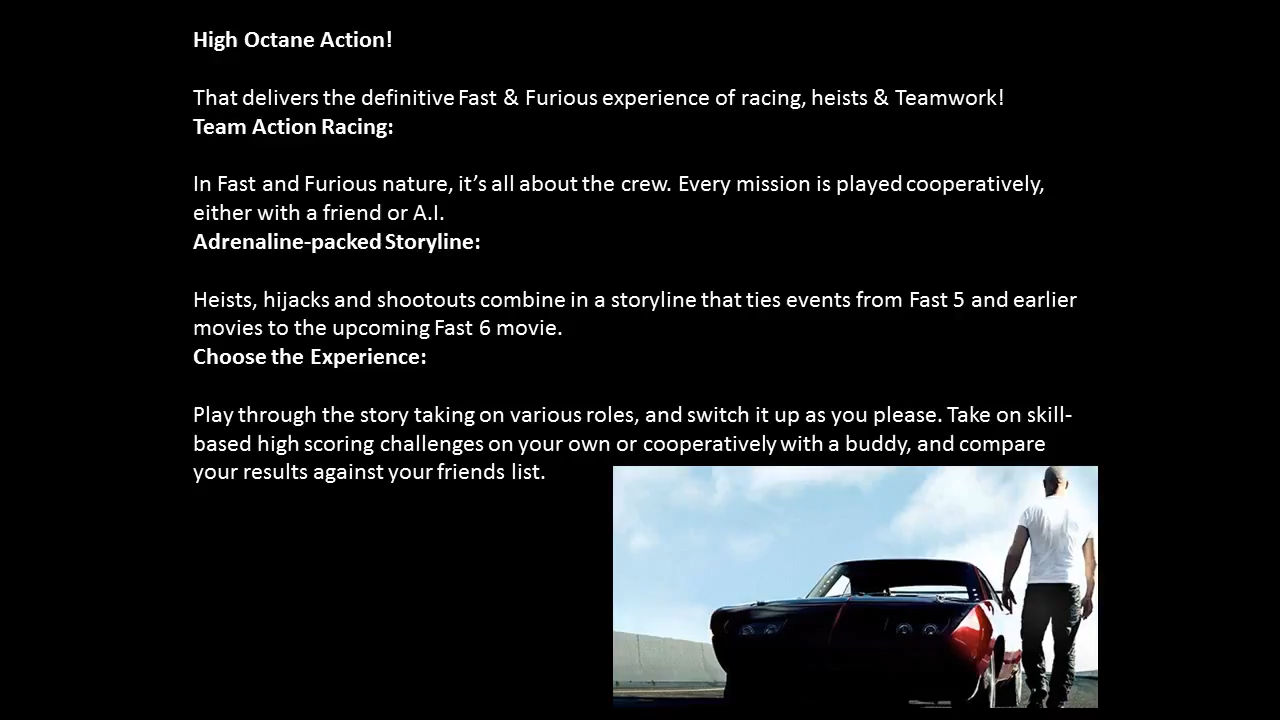 High Octane Action!
That delivers the definitive Fast & Furious experience of racing, heists & Teamwork!
Team Action Racing:
In Fast and Furious nature, it’s all about the crew. Every mission is played cooperatively,
either with a friend or A.I.
Adrenaline-packed Storyline:
Heists, hijacks and shootouts combine in a storyline that ties events from Fast 5 and earlier
movies to the upcoming Fast 6 movie.
Choose the Experience:
Play through the story taking on various roles, and switch it up as you please. Take on skill-
based high scoring challenges on your own or cooperatively with a buddy, and compare
your results against your friends list.